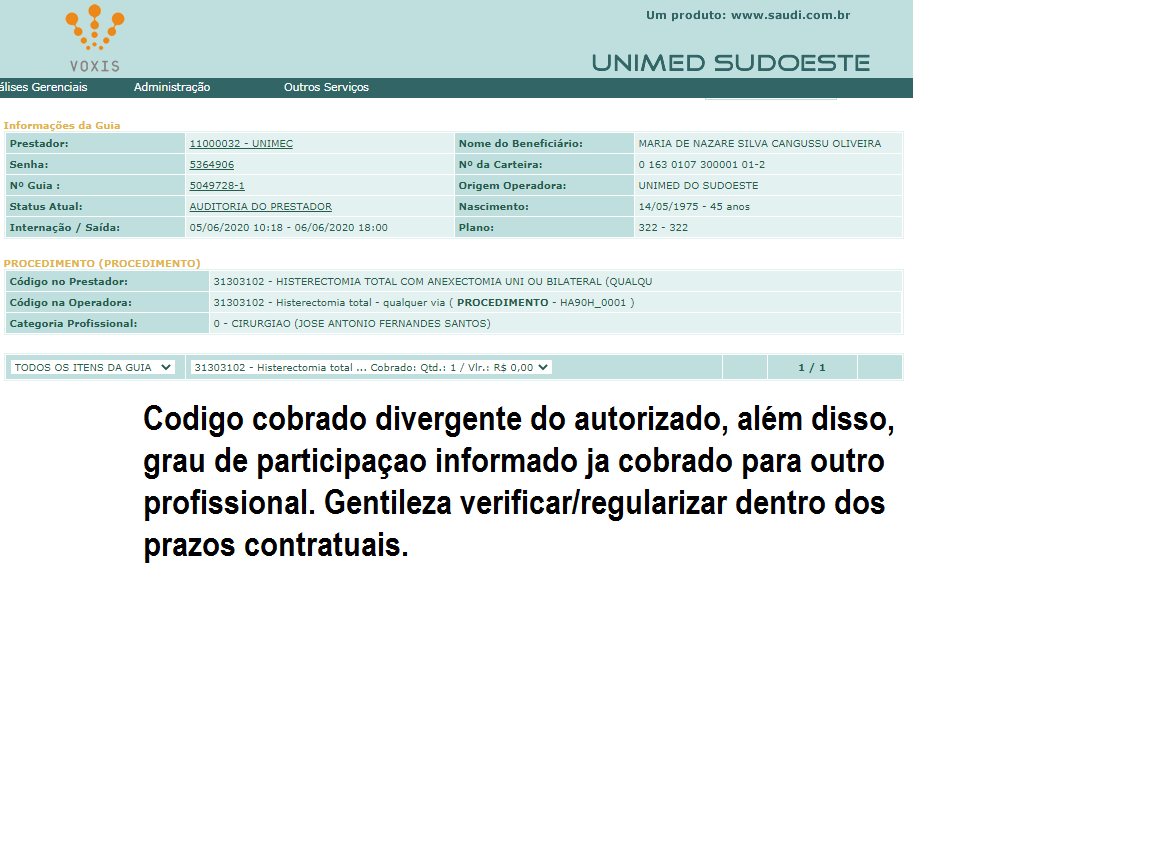 VOXIS
Um produto: www.saudi.com.br
UNIMED SUDOESTE
álises Gerenciais Administração Outros Serviços
Informações da Guia
Prestador: 11000032 - UNIMEC Nome do Beneficiário: MARIA DE NAZARE SILVA CANGUSSU OLIVEIRA
Senha: 5364906 Nº da Carteira: 0 163 0107 300001 01-2
Nº Guia : 5049728-1 Origem Operadora: UNIMED DO SUDOESTE
Status Atual: AUDITORIA DO PRESTADOR Nascimento: 14/05/1975 - 45 anos
Internação / Saída: 05/06/2020 10:18 - 06/06/2020 18:00 Plano: 322 - 322
PROCEDIMENTO (PROCEDIMENTO)
Código no Prestador: 31303102 - HISTERECTOMIA TOTAL COM ANEXECTOMIA UNI OU BILATERAL (QUALQU
Código na Operadora: 31303102 - Histerectomia total - qualquer via ( PROCEDIMENTO - HA90H_0001 )
Categoria Profissional: 0 - CIRURGIAO (JOSE ANTONIO FERNANDES SANTOS)
TODOS OS ITENS DA GUIA 31303102 - Histerectomia total ... Cobrado: Qtd.: 1 / Vlr.: R$ 0,00 1 / 1
Codigo cobrado divergente do autorizado, além disso,
grau de participaçao informado ja cobrado para outro
profissional. Gentileza verificar/regularizar dentro dos
prazos contratuais.